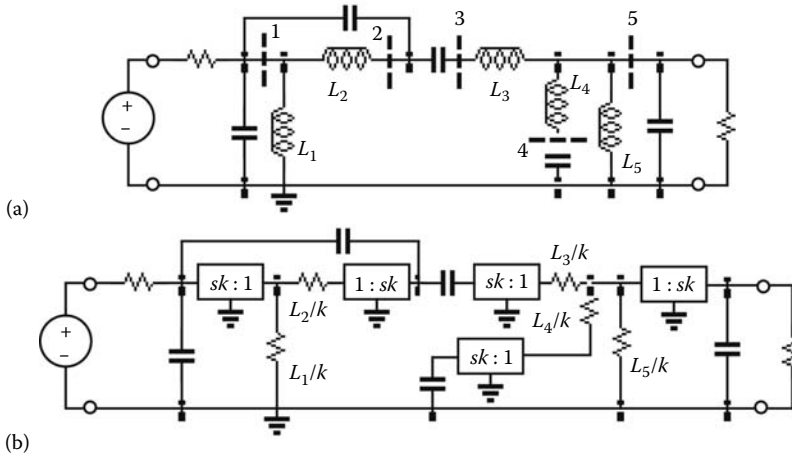 1
2
3
5
+
−
L₂
L₃
L₄
4
L₁
L₅
(a)
sk : 1
1 : sk
sk : 1
L₃/k
1 : sk
L₂/k
L₄/k
+
−
L₁/k
sk : 1
L₅/k
(b)